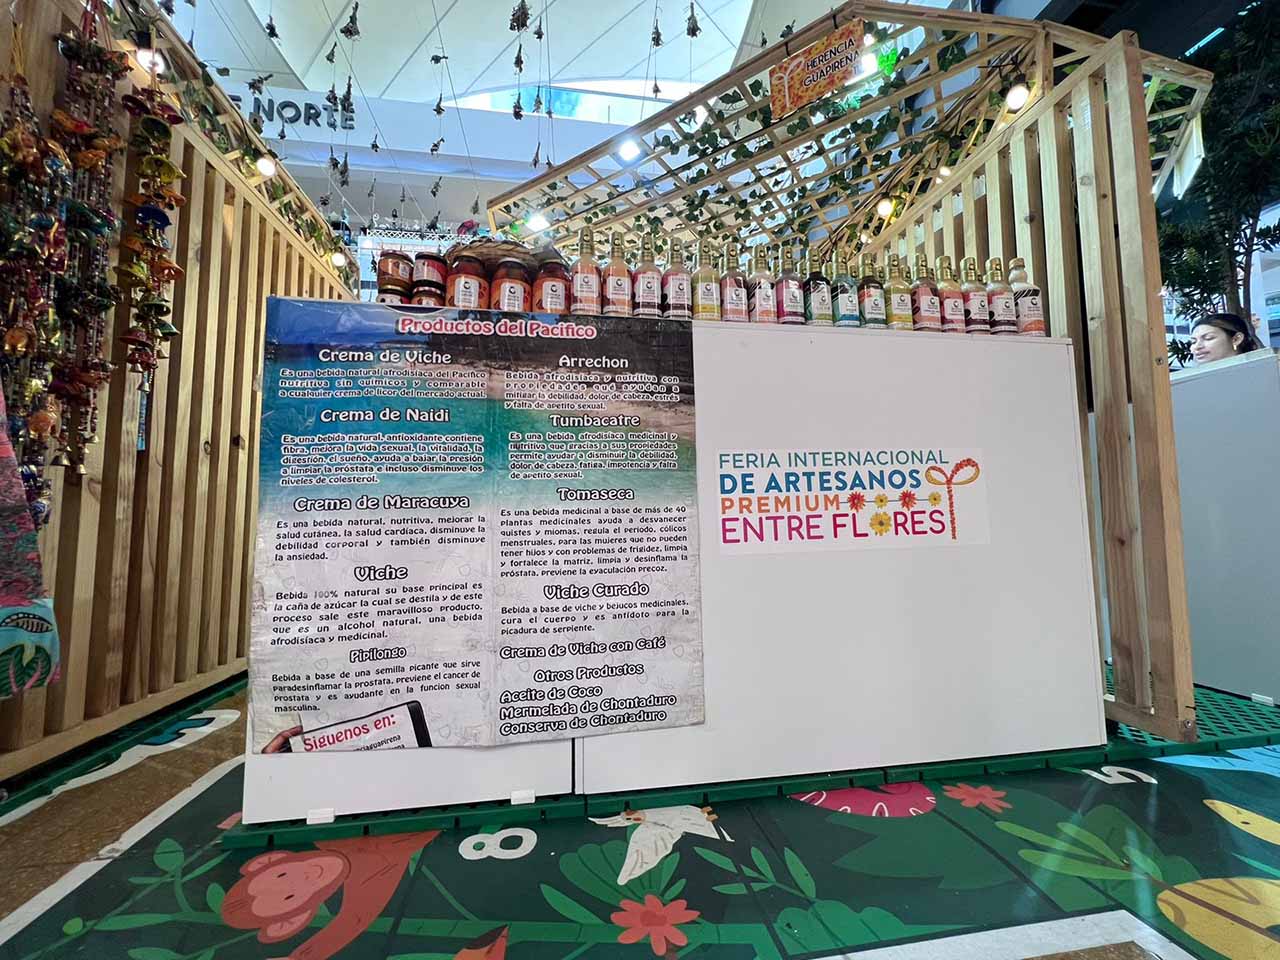 NORTE
HERENCIA
GUAPIREÑA
Productos del Pacifico
Crema de Viche
Es una bebida natural afrodisíaca del Pacifico
nutritiva sin químicos y comparable
a cualquier crema de licor del mercado actual.
Crema de Naidi
Es una bebida natural, antioxidante contiene
fibra, mejora la vida sexual, la vitalidad, la
digestión, el sueño, ayuda a bajar la presión
a limpiar la próstata e incluso disminuye los
niveles de colesterol.
Crema de Maracuya
Es una bebida natural, nutritiva, mejorar la
salud cutánea, la salud cardíaca, disminuye la
debilidad corporal y también disminuye
la ansiedad.
Viche
Bebida 100% natural su base principal es
la caña de azúcar la cual se destila y de este
proceso sale este maravilloso producto,
que es un alcohol natural, una bebida
afrodisíaca y medicinal.
Pipilongo
Bebida a base de una semilla picante que sirve
paradesinflamar la prostata, previene el cancer de
prostata y es ayudante en la funcion sexual
masculina.
Síguenos en:
Arrechon
Bebida afrodisíaca y nutritiva con
propiedades que ayudan a
mitigar la debilidad, dolor de cabeza, estrés
y falta de apetito sexual.
Tumbacatre
Es una bebida afrodisíaca medicinal y
nutritiva que gracias a sus propiedades
permite ayudar a disminuir la debilidad,
dolor de cabeza, fatiga, impotencia y falta
de apetito sexual.
Tomaseca
Es una bebida medicinal a base de más de 40
plantas medicinales ayuda a desvanecer
quistes y miomas, regula el periodo, cólicos
menstruales, para las mujeres que no pueden
tener hijos y con problemas de frigidez, limpia
y fortalece la matriz, limpia y desinflama la
próstata, previene la eyaculación precoz.
Viche Curado
Bebida a base de viche y bejucos medicinales,
cura el cuerpo y es antídoto para la
picadura de serpiente.
Crema de Viche con Café
Otros Productos
Aceite de Coco
Mermelada de Chontaduro
Conserva de Chontaduro
FERIA INTERNACIONAL
DE ARTESANOS
PREMIUM
ENTRE FLORES
8
5